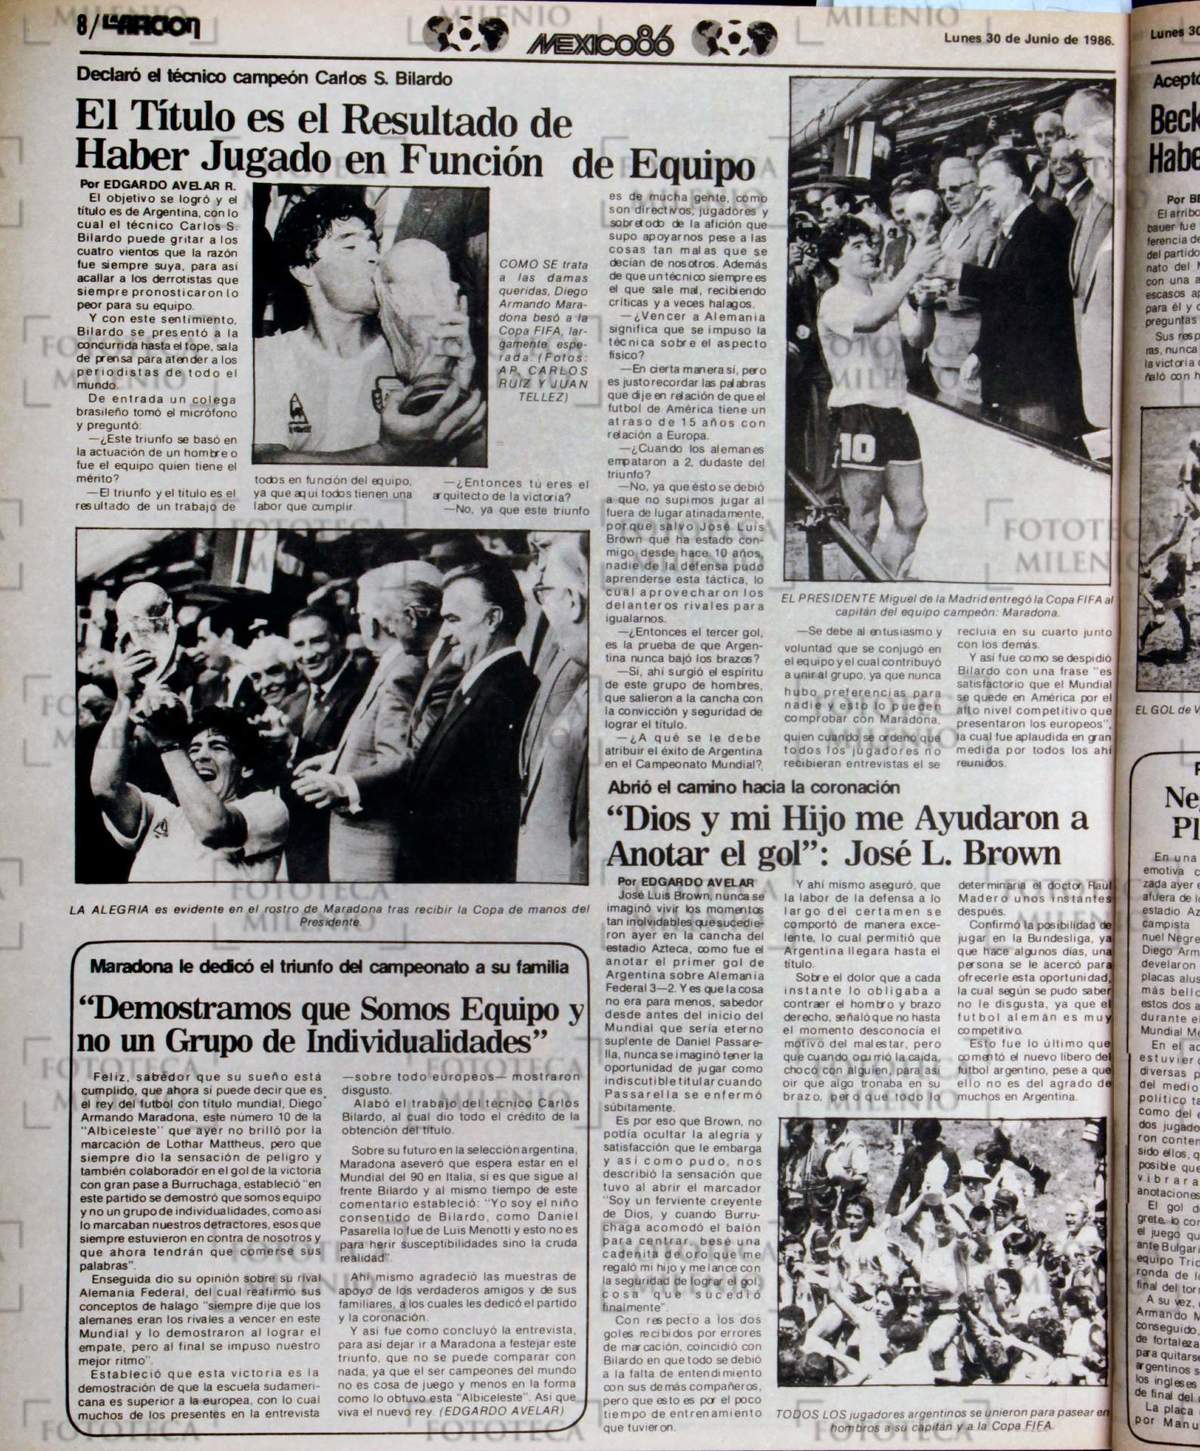 8/LA AFICION
MEXICO86
Lunes 30 de Junio de 1986.
Declaró el técnico campeón Carlos S. Bilardo
El Título es el Resultado de
Haber Jugado en Función de Equipo
Por EDGARDO AVELAR R.
El objetivo se logró y el
título es de Argentina, con lo
cual el técnico Carlos S.
Bilardo puede gritar a los
cuatro vientos que la razón
fue siempre suya, para así
acallar a los derrotistas que
siempre pronosticaron lo
peor para su equipo.
Y con este sentimiento,
Bilardo se presentó a la
concurrida hasta el tope, sala
de prensa para atender a los
periodistas de todo el
mundo.
De entrada un colega
brasileño tomó el micrófono
y preguntó:
—¿Este triunfo se basó en
la actuación de un hombre o
fue el equipo quien tiene el
mérito?
—El triunfo y el título es el
resultado de un trabajo de
COMO SE trata
a las damas
queridas, Diego
Armando Mara-
dona besó a la
Copa FIFA, lar-
gamente espe-
rada. (Fotos:
AP, CARLOS
RUIZ Y JUAN
TELLEZ)
todos en función del equipo,
ya que aquí todos tienen una
labor que cumplir.
—¿Entonces tú eres el
arquitecto de la victoria?
—No, ya que este triunfo
es de mucha gente, como
son directivos, jugadores y
sobretodo de la afición que
supo apoyarnos pese a las
cosas tan malas que se
decían de nosotros. Además
de que un técnico siempre es
el que sale mal, recibiendo
críticas y a veces halagos.
—¿Vencer a Alemania
significa que se impuso la
técnica sobre el aspecto
físico?
—En cierta manera sí, pero
es justo recordar las palabras
que dije en relación de que el
futbol de América tiene un
atraso de 15 años con
relación a Europa.
—¿Cuando los alemanes
empataron a 2, dudaste del
triunfo?
—No, ya que ésto se debió
a que no supimos jugar al
fuera de lugar atinadamente,
porque salvo José Luis
Brown que ha estado con-
migo desde hace 10 años,
nadie de la defensa pudo
aprenderse esta táctica, lo
cual aprovecharon los
delanteros rivales para
igualarnos.
—¿Entonces el tercer gol,
es la prueba de que Argen-
tina nunca bajó los brazos?
—Sí, ahí surgió el espíritu
de este grupo de hombres,
que salieron a la cancha con
la convicción y seguridad de
lograr el título.
—¿A qué se le debe
atribuir el éxito de Argentina
en el Campeonato Mundial?,
EL PRESIDENTE Miguel de la Madrid entregó la Copa FIFA al
capitán del equipo campeón: Maradona.
—Se debe al entusiasmo y
voluntad que se conjugó en
el equipo y el cual contribuyó
a unir al grupo, ya que nunca
hubo preferencias para
nadie y esto lo pueden
comprobar con Maradona,
quien cuando se ordenó que
todos los jugadores no
recibieran entrevistas él se
recluía en su cuarto junto
con los demás.
Y así fue como se despidió
Bilardo con una frase "es
satisfactorio que el Mundial
se quede en América por el
alto nivel competitivo que
presentaron los europeos",
la cual fue aplaudida en gran
medida por todos los ahí
reunidos.
LA ALEGRIA es evidente en el rostro de Maradona tras recibir la Copa de manos del
Presidente.
Abrió el camino hacia la coronación
"Dios y mi Hijo me Ayudaron a
Anotar el gol": José L. Brown
Por EDGARDO AVELAR
José Luis Brown, nunca se
imaginó vivir los momentos
tan inolvidables que sucedie-
ron ayer en la cancha del
estadio Azteca, como fue el
anotar el primer gol de
Argentina sobre Alemania
Federal 3—2. Y es que la cosa
no era para menos, sabedor
desde antes del inicio del
Mundial que sería eterno
suplente de Daniel Passare-
lla, nunca se imaginó tener la
oportunidad de jugar como
indiscutible titular cuando
Passarella se enfermó
súbitamente.
Es por eso que Brown, no
podía ocultar la alegría y
satisfacción que le embarga
y así como pudo, nos
describió la sensación que
tuvo al abrir el marcador
"Soy un ferviente creyente
de Dios, y cuando Burru-
chaga acomodó el balón
para centrar, besé una
cadenita de oro que me
regaló mi hijo y me lancé con
la seguridad de lograr el gol,
cosa que sucedió
finalmente".
Con respecto a los dos
goles recibidos por errores
de marcación, coincidió con
Bilardo en que todo se debió
a la falta de entendimiento
con sus demás compañeros,
pero que esto es por el poco
tiempo de entrenamiento
que tuvieron.
Y ahí mismo aseguró, que
la labor de la defensa a lo
largo del certamen se
comportó de manera exce-
lente, lo cual permitió que
Argentina llegara hasta el
título.
Sobre el dolor que a cada
instante lo obligaba a
contraer el hombro y brazo
derecho, señaló que no hasta
el momento desconocía el
motivo del malestar, pero
que cuando ocurrió la caída,
chocó con alguien, para así
oír que algo tronaba en su
brazo, pero que todo lo
determinaría el doctor Raúl
Madero unos instantes
después.
Confirmó la posibilidad de
jugar en la Bundesliga, ya
que hace algunos días, una
persona se le acercó para
ofrecerle esta oportunidad,
la cual según se pudo saber
no le disgusta, ya que el
futbol alemán es muy
competitivo.
Esto fue lo último que
comentó el nuevo líbero del
futbol argentino, pese a que
ello no es del agrado de
muchos en Argentina.
TODOS LOS jugadores argentinos se unieron para pasear en
hombros a su capitán y a la Copa FIFA.
Maradona le dedicó el triunfo del campeonato a su familia
"Demostramos que Somos Equipo y
no un Grupo de Individualidades"
Feliz, sabedor que su sueño está
cumplido, que ahora sí puede decir que es
el rey del futbol con título mundial, Diego
Armando Maradona, este número 10 de la
"Albiceleste" que ayer no brilló por la
marcación de Lothar Mattheus, pero que
siempre dio la sensación de peligro y
también colaborador en el gol de la victoria
con gran pase a Burruchaga, estableció "en
este partido se demostró que somos equipo
y no un grupo de individualidades, como así
lo marcaban nuestros detractores, esos que
siempre estuvieron en contra de nosotros y
que ahora tendrán que comerse sus
palabras".
Enseguida dio su opinión sobre su rival
Alemania Federal, del cual reafirmó sus
conceptos de halago "siempre dije que los
alemanes eran los rivales a vencer en este
Mundial y lo demostraron al lograr el
empate, pero al final se impuso nuestro
mejor ritmo".
Estableció que esta victoria es la
demostración de que la escuela sudameri-
cana es superior a la europea, con lo cual
muchos de los presentes en la entrevista
—sobre todo europeos— mostraron
disgusto.
Alabó el trabajo del técnico Carlos
Bilardo, al cual dio todo el crédito de la
obtención del título.
Sobre su futuro en la selección argentina,
Maradona aseveró que espera estar en el
Mundial del 90 en Italia, si es que sigue al
frente Bilardo y al mismo tiempo de este
comentario estableció: "Yo soy el niño
consentido de Bilardo, como Daniel
Pasarella lo fue de Luis Menotti y esto no es
para herir susceptibilidades sino la cruda
realidad".
Ahí mismo agradeció las muestras de
apoyo de los verdaderos amigos y de sus
familiares, a los cuales les dedicó el partido
y la coronación.
Y así fue como concluyó la entrevista,
para así dejar ir a Maradona a festejar este
triunfo, que no se puede comparar con
nada, ya que el ser campeones del mundo
no es cosa de juego y menos en la forma
como lo obtuvo esta "Albiceleste". Así que
viva el nuevo rey. (EDGARDO AVELAR)
10
FOTOTECA
MILENIO
Lunes 30
Acept
Beck
Habe
EL GOL de V